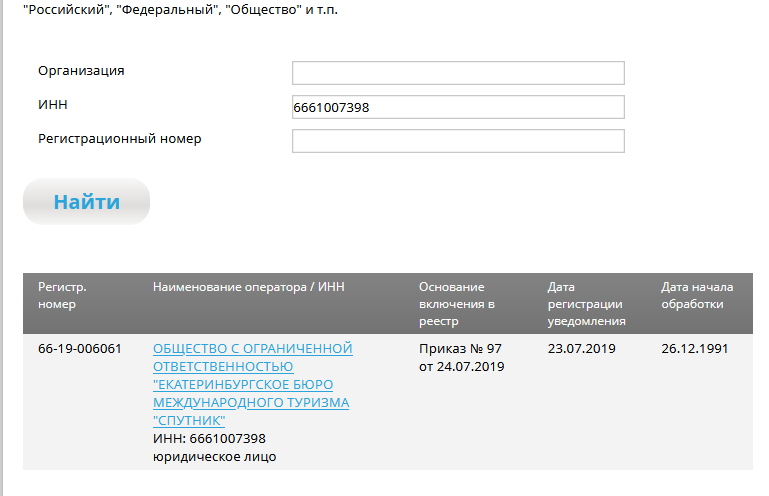 "Российский", "Федеральный", "Общество" и т.п.
Организация
ИНН 6661007398
Регистрационный номер
Найти
Регистр. номер
Наименование оператора / ИНН
Основание включения в реестр
Дата регистрации уведомления
Дата начала обработки
66-19-006061
ОБЩЕСТВО С ОГРАНИЧЕННОЙ
ОТВЕТСТВЕННОСТЬЮ
"ЕКАТЕРИНБУРГСКОЕ БЮРО
МЕЖДУНАРОДНОГО ТУРИЗМА
"СПУТНИК"
ИНН: 6661007398
юридическое лицо
Приказ № 97
от 24.07.2019
23.07.2019
26.12.1991